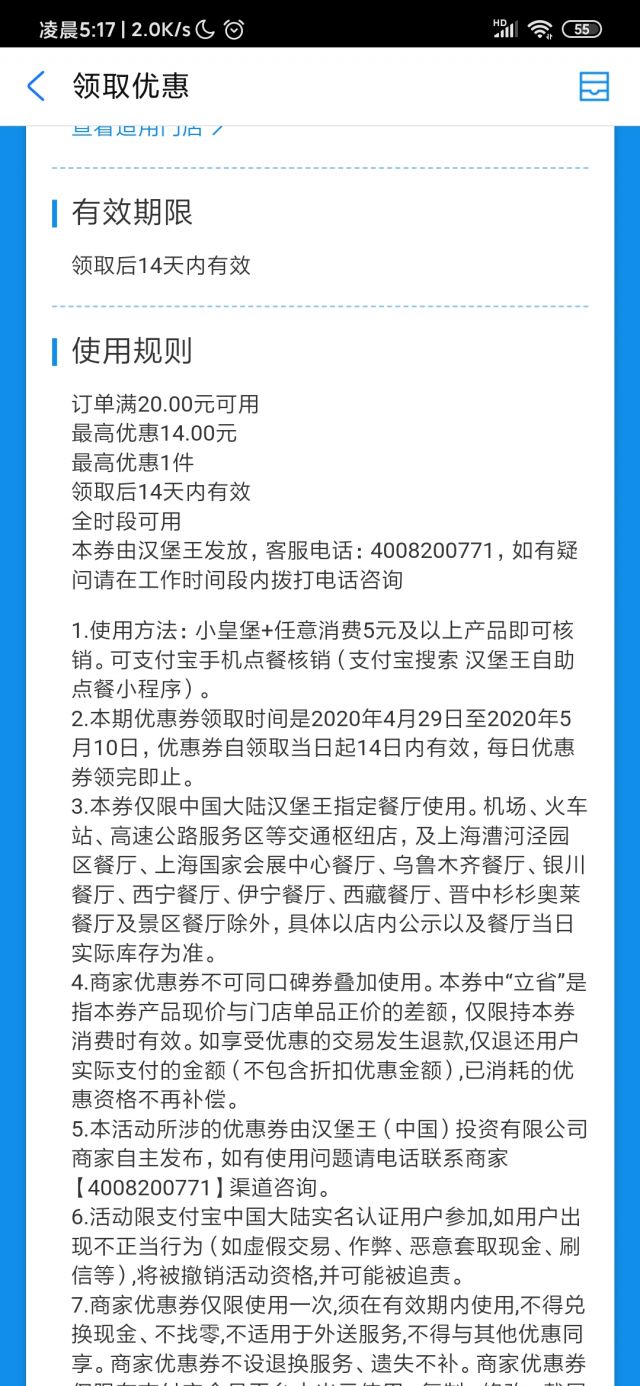 凌晨5:17 | 2.0K/s
HD
55
领取优惠
查看适用门店
有效期限
领取后14天内有效
使用规则
订单满20.00元可用
最高优惠14.00元
最高优惠1件
领取后14天内有效
全时段可用
本券由汉堡王发放，客服电话：4008200771，如有疑
问请在工作时间段内拨打电话咨询
1.使用方法：小皇堡+任意消费5元及以上产品即可核
销。可支付宝手机点餐核销（支付宝搜索 汉堡王自助
点餐小程序）。
2.本期优惠券领取时间是2020年4月29日至2020年5
月10日，优惠券自领取当日起14日内有效，每日优惠
券领完即止。
3.本券仅限中国大陆汉堡王指定餐厅使用。机场、火车
站、高速公路服务区等交通枢纽店，及上海漕河泾园
区餐厅、上海国家会展中心餐厅、乌鲁木齐餐厅、银川
餐厅、西宁餐厅、伊宁餐厅、西藏餐厅、晋中杉杉奥莱
餐厅及景区餐厅除外，具体以店内公示以及餐厅当日
实际库存为准。
4.商家优惠券不可同口碑券叠加使用。本券中“立省”是
指本券产品现价与门店单品正价的差额，仅限持本券
消费时有效。如享受优惠的交易发生退款,仅退还用户
实际支付的金额（不包含折扣优惠金额）,已消耗的优
惠资格不再补偿。
5.本活动所涉的优惠券由汉堡王（中国）投资有限公司
商家自主发布，如有使用问题请电话联系商家
【4008200771】渠道咨询。
6.活动限支付宝中国大陆实名认证用户参加,如用户出
现不正当行为（如虚假交易、作弊、恶意套取现金、刷
信等）,将被撤销活动资格,并可能被追责。
7.商家优惠券仅限使用一次,须在有效期内使用,不得兑
换现金、不找零,不适用于外送服务,不得与其他优惠同
享。商家优惠券不设退换服务、遗失不补。商家优惠券